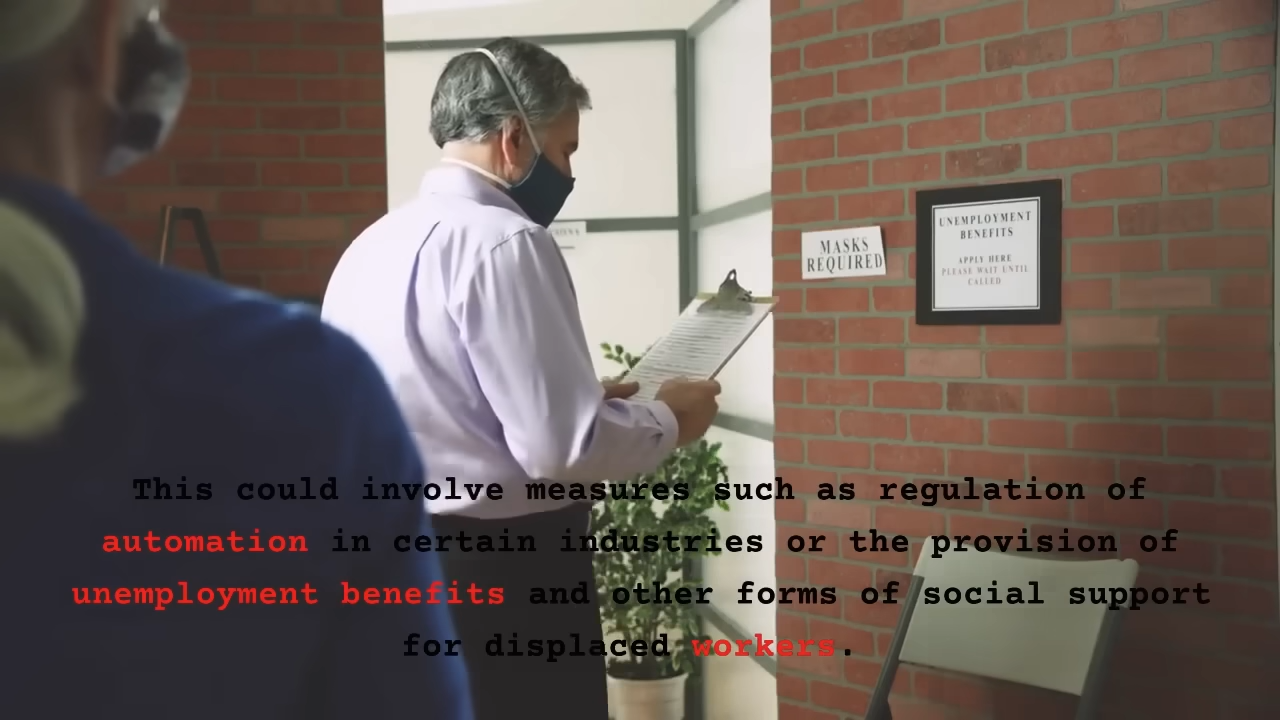 MASKS
REQUIRED
UNEMPLOYMENT
BENEFITS
APPLY HERE
PLEASE WAIT UNTIL
CALLED
This could involve measures such as regulation of
automation in certain industries or the provision of
unemployment benefits and other forms of social support
for displaced workers.